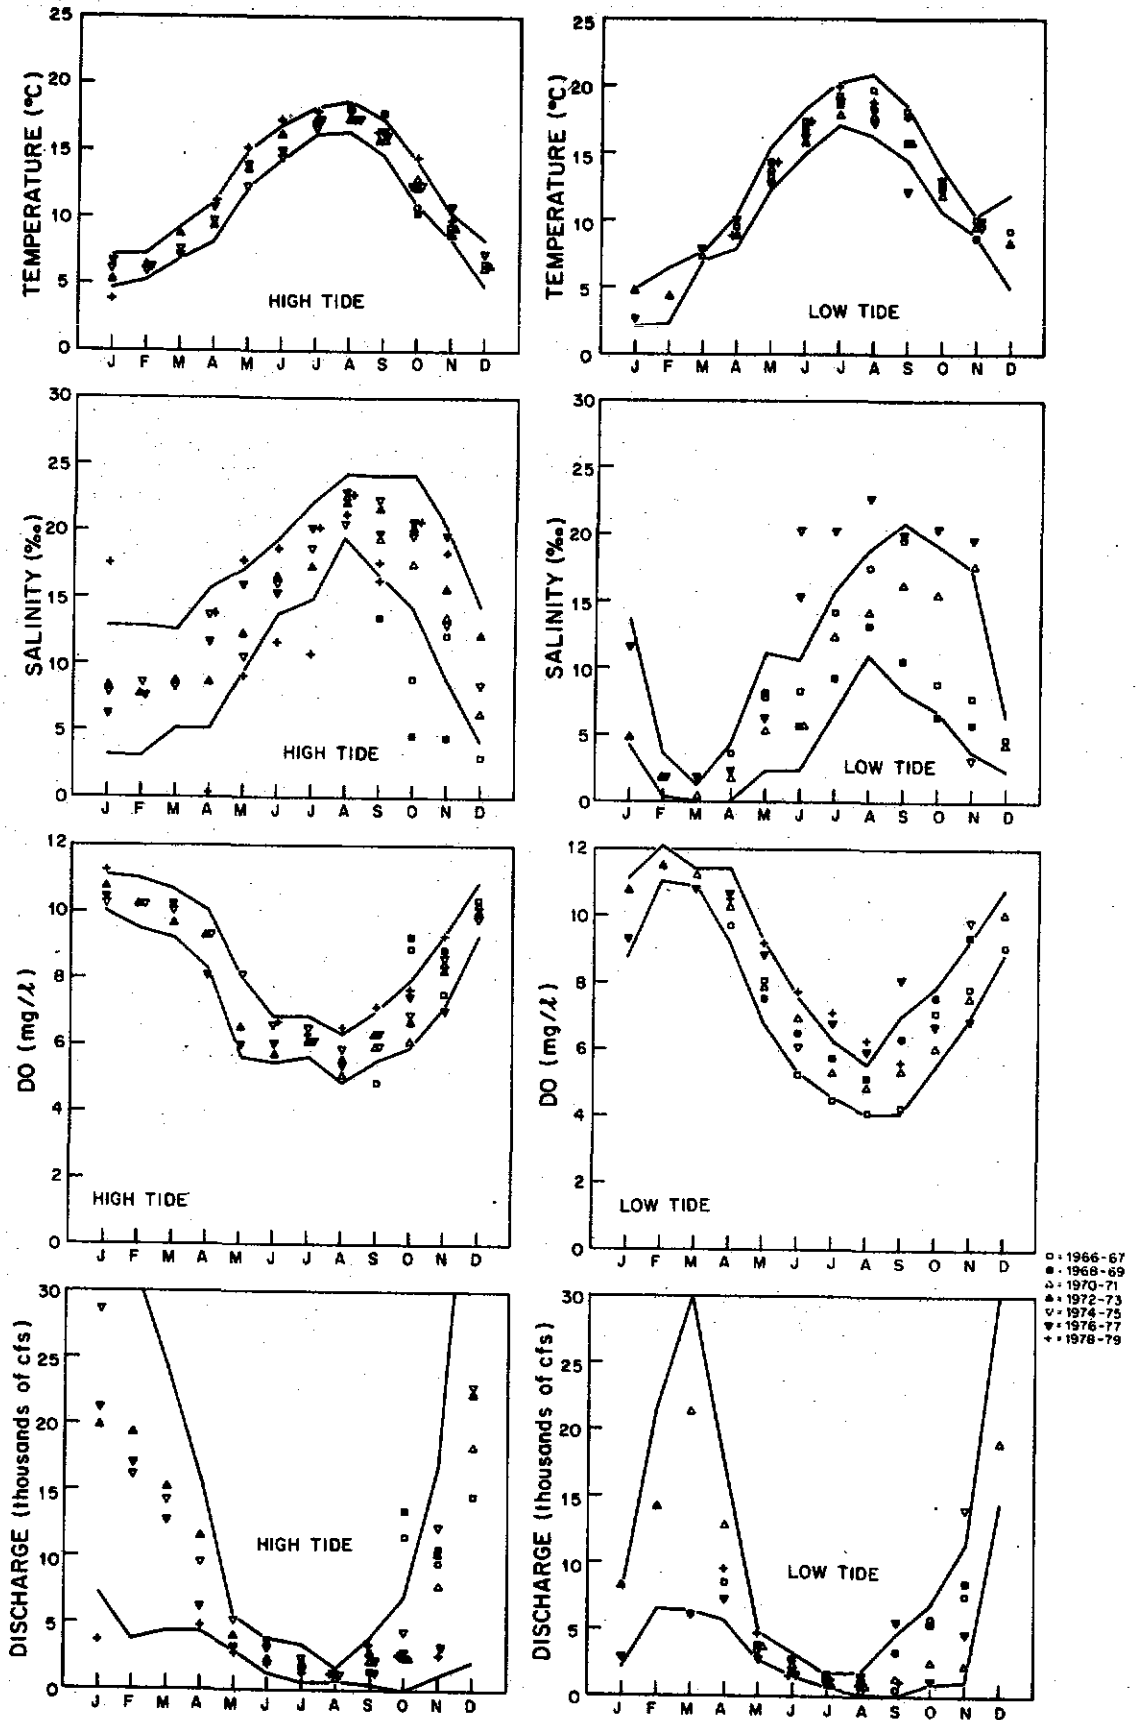 25
20
15
10
5
0
TEMPERATURE (°C)
HIGH TIDE
J F M A M J J A S O N D
25
20
15
10
5
0
TEMPERATURE (°C)
LOW TIDE
J F M A M J J A S O N D
30
25
20
15
10
5
0
SALINITY (‰)
HIGH TIDE
J F M A M J J A S O N D
30
25
20
15
10
5
0
SALINITY (‰)
LOW TIDE
J F M A M J J A S O N D
12
10
8
6
4
2
0
DO (mg/l)
HIGH TIDE
J F M A M J J A S O N D
12
10
8
6
4
2
0
DO (mg/l)
LOW TIDE
J F M A M J J A S O N D
□ = 1966-67
■ = 1968-69
△ = 1970-71
▲ = 1972-73
▽ = 1974-75
▼ = 1976-77
+ = 1978-79
30
25
20
15
10
5
0
DISCHARGE (thousands of cfs)
HIGH TIDE
J F M A M J J A S O N D
30
25
20
15
10
5
0
DISCHARGE (thousands of cfs)
LOW TIDE
J F M A M J J A S O N D